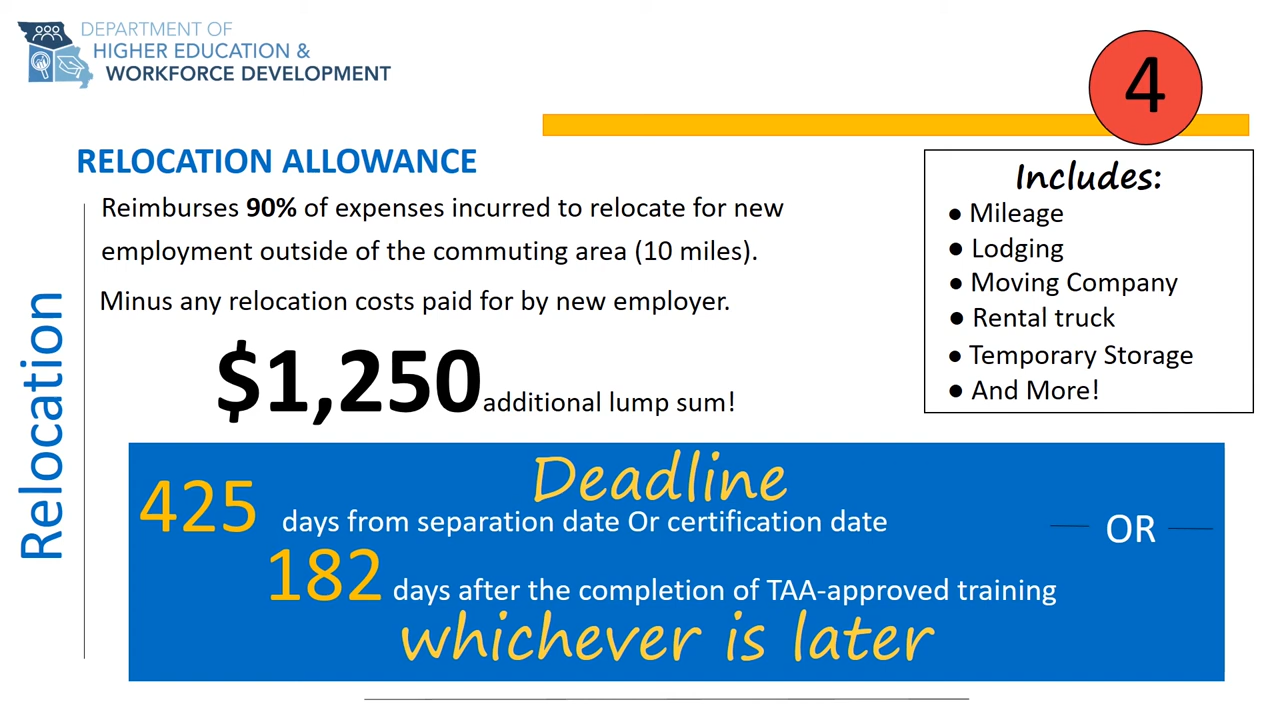 DEPARTMENT OF
HIGHER EDUCATION &
WORKFORCE DEVELOPMENT
4
RELOCATION ALLOWANCE
Reimburses 90% of expenses incurred to relocate for new
employment outside of the commuting area (10 miles).
Minus any relocation costs paid for by new employer.
$1,250 additional lump sum!
Includes:
● Mileage
● Lodging
● Moving Company
● Rental truck
● Temporary Storage
● And More!
Relocation
Deadline
425 days from separation date Or certification date
OR
182 days after the completion of TAA-approved training
whichever is later